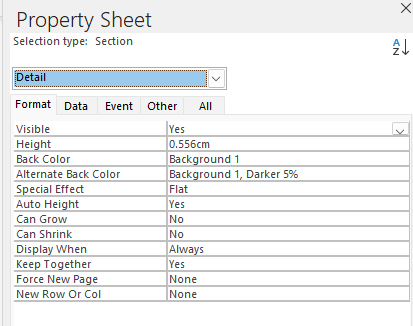 Property Sheet
Selection type: Section
A
Z
Detail
Format Data Event Other All
Visible Yes
Height 0.556cm
Back Color Background 1
Alternate Back Color Background 1, Darker 5%
Special Effect Flat
Auto Height Yes
Can Grow No
Can Shrink No
Display When Always
Keep Together Yes
Force New Page None
New Row Or Col None